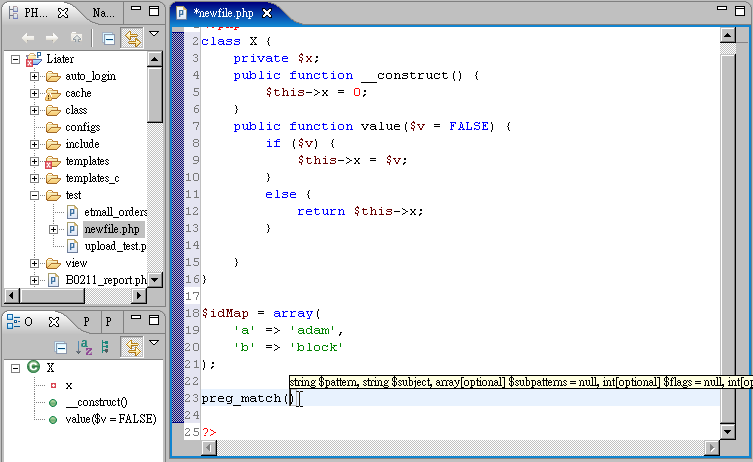 PH...
Na...
Liater
auto_login
cache
class
configs
include
templates
templates_c
test
etmall_orders
newfile.php
upload_test.p
view
B0211_report.ph
O
P
P
X
x
__construct()
value($v = FALSE)
*newfile.php
2 class X {
3 private $x;
4 public function __construct() {
5 $this->x = 0;
6 }
7 public function value($v = FALSE) {
8 if ($v) {
9 $this->x = $v;
10 }
11 else {
12 return $this->x;
13 }
14
15 }
16 }
17
18 $idMap = array(
19 'a' => 'adam',
20 'b' => 'block'
21 );
22
string $pattern, string $subject, array[optional] $subpatterns = null, int[optional] $flags = null, int[op
23 preg_match()
24
25 ?>